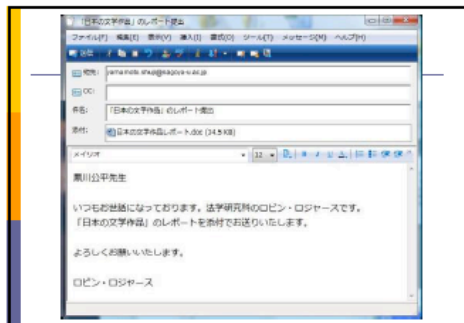 「日本の文学作品」のレポート提出
ファイル(F) 編集(E) 表示(V) 挿入(I) 書式(O) ツール(T) メッセージ(M) ヘルプ(H)
送信
宛先:
CC:
件名: 「日本の文学作品」のレポート提出
添付: 日本の文学作品レポート.doc (34.5 KB)
メイリオ 12
黒川公平先生
いつもお世話になっております。法学研究科のロビン・ロジャースです。
「日本の文学作品」のレポートを添付でお送りいたします。
よろしくお願いいたします。
ロビン・ロジャース